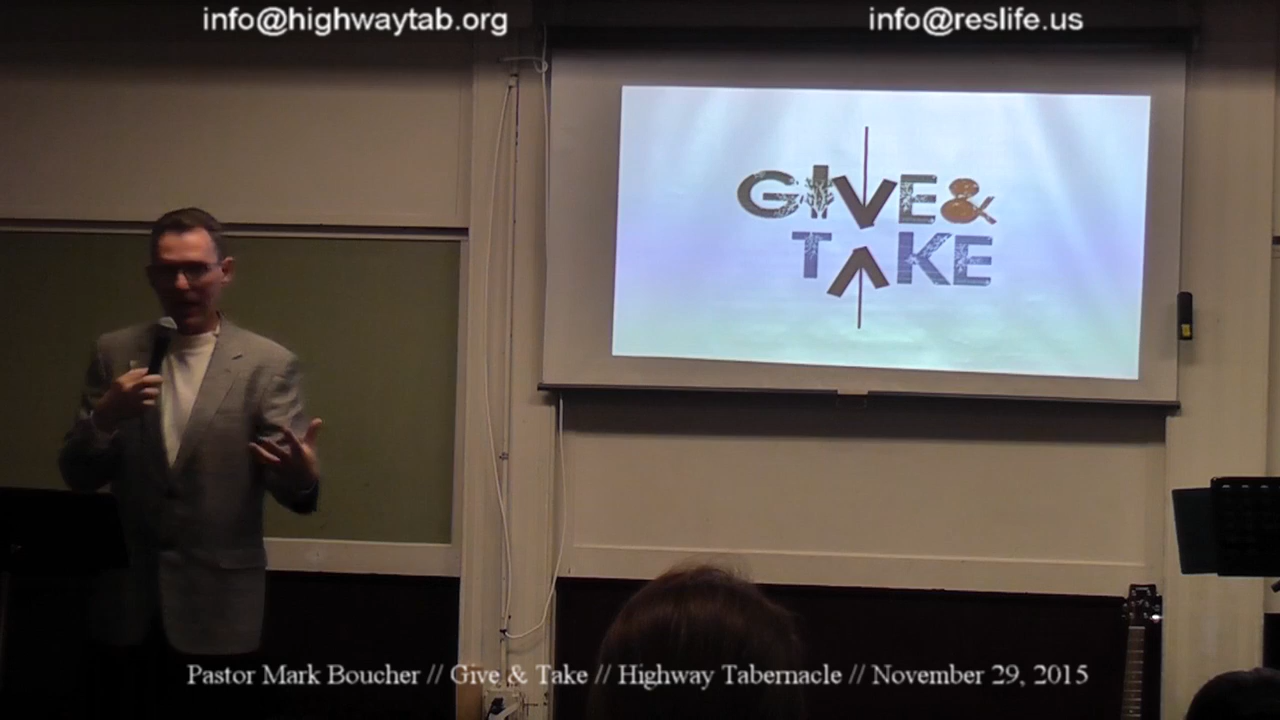 info@highwaytab.org
info@reslife.us
GIVE&
TAKE
Pastor Mark Boucher // Give & Take // Highway Tabernacle // November 29, 2015